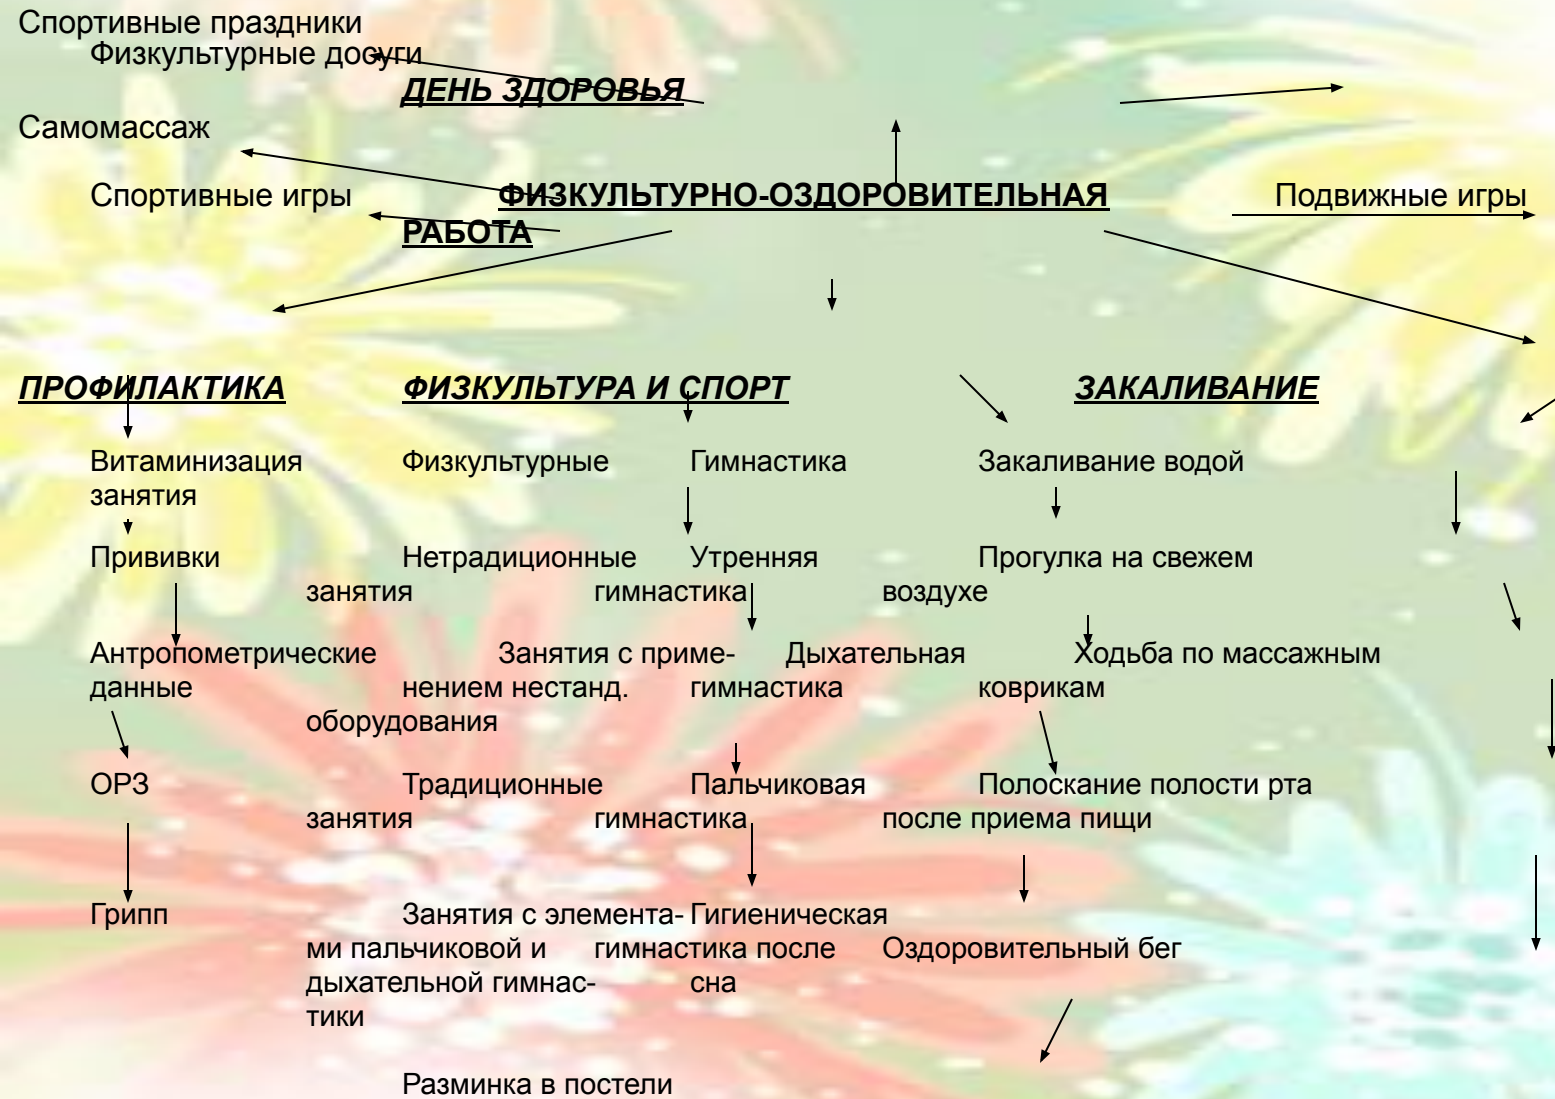 Спортивные праздники
Физкультурные досуги
ДЕНЬ ЗДОРОВЬЯ
Самомассаж
Спортивные игры ФИЗКУЛЬТУРНО-ОЗДОРОВИТЕЛЬНАЯ Подвижные игры
РАБОТА
ПРОФИЛАКТИКА ФИЗКУЛЬТУРА И СПОРТ ЗАКАЛИВАНИЕ
Витаминизация Физкультурные Гимнастика Закаливание водой
занятия
Прививки Нетрадиционные Утренняя Прогулка на свежем
занятия гимнастика воздухе
Антропометрические Занятия с приме- Дыхательная Ходьба по массажным
данные нением нестанд. гимнастика коврикам
оборудования
ОРЗ Традиционные Пальчиковая Полоскание полости рта
занятия гимнастика после приема пищи
Грипп Занятия с элемента- Гигиеническая
ми пальчиковой и гимнастика после Оздоровительный бег
дыхательной гимнас- сна
тики
Разминка в постели